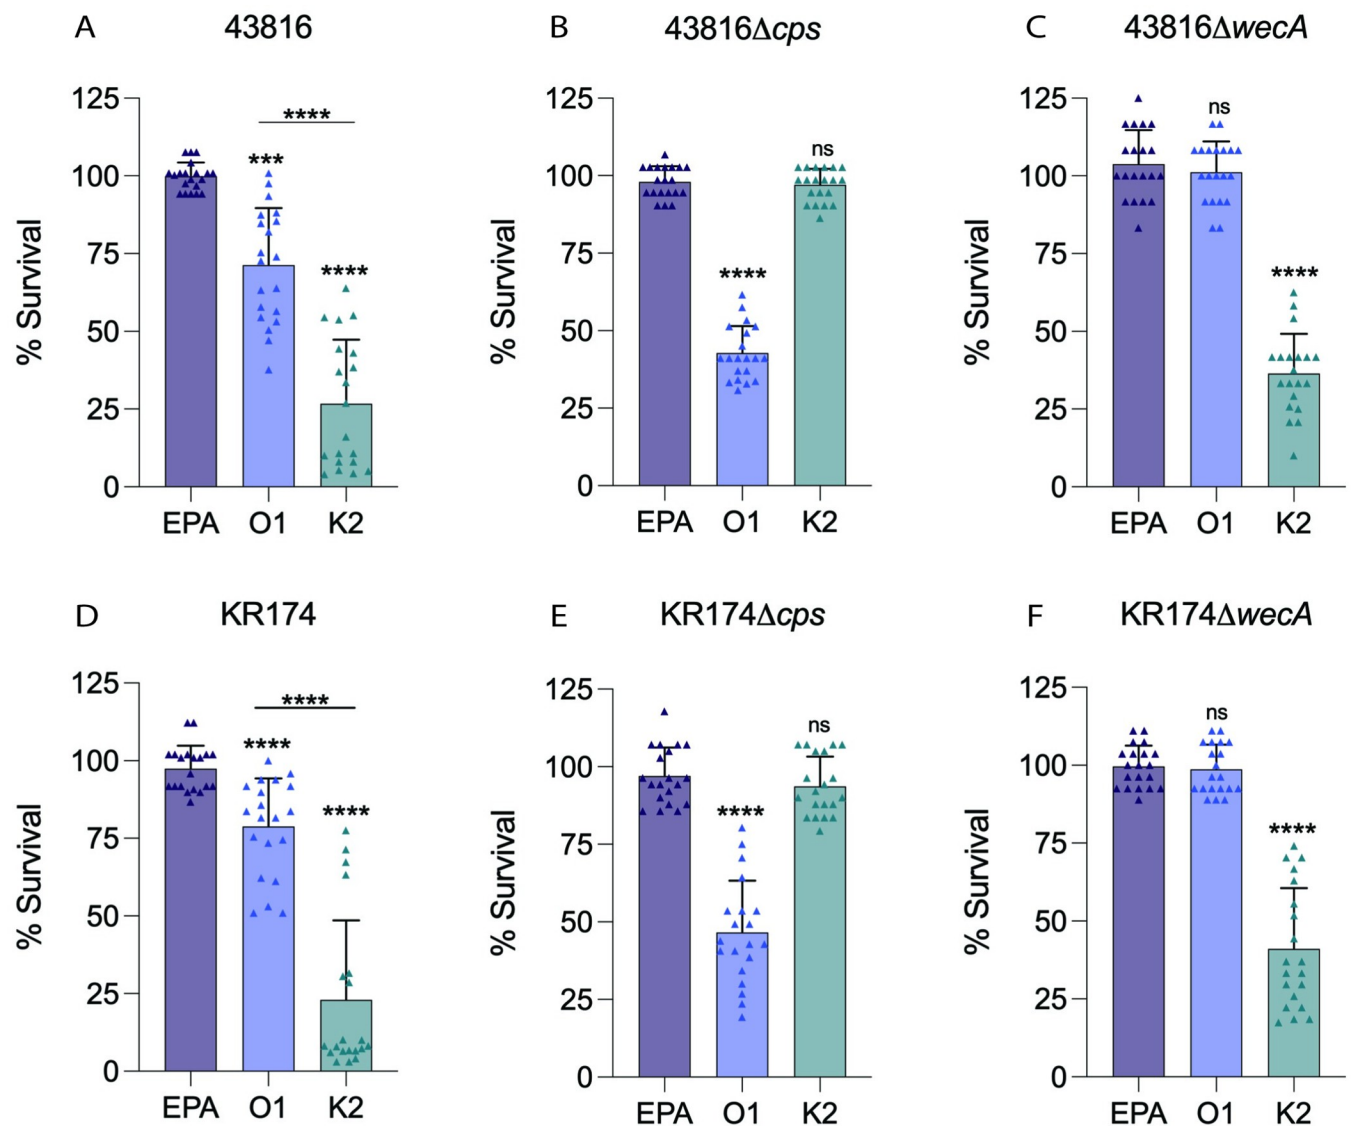 A 43816
% Survival
125
100
75
50
25
0
*** **** ****
EPA O1 K2
B 43816Δcps
% Survival
125
100
75
50
25
0
**** ns
EPA O1 K2
C 43816ΔwecA
% Survival
125
100
75
50
25
0
ns ****
EPA O1 K2
D KR174
% Survival
125
100
75
50
25
0
**** **** ****
EPA O1 K2
E KR174Δcps
% Survival
125
100
75
50
25
0
**** ns
EPA O1 K2
F KR174ΔwecA
% Survival
125
100
75
50
25
0
ns ****
EPA O1 K2